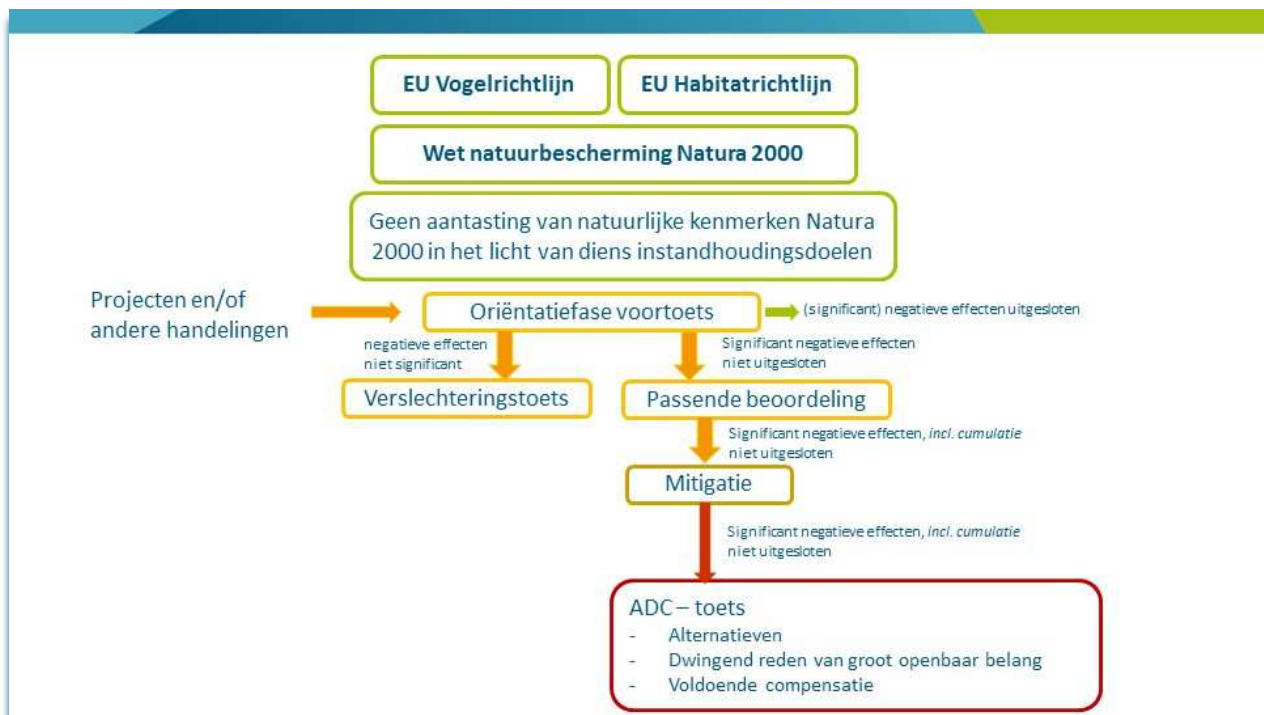 EU Vogelrichtlijn
EU Habitatrichtlijn
Wet natuurbescherming Natura 2000
Geen aantasting van natuurlijke kenmerken Natura
2000 in het licht van diens instandhoudingsdoelen
Projecten en/of
andere handelingen
Oriëntatiefase voortoets
(significant) negatieve effecten uitgesloten
negatieve effecten
niet significant
Significant negatieve effecten
niet uitgesloten
Verslechteringstoets
Passende beoordeling
Significant negatieve effecten, incl. cumulatie
niet uitgesloten
Mitigatie
Significant negatieve effecten, incl. cumulatie
niet uitgesloten
ADC – toets
- Alternatieven
- Dwingend reden van groot openbaar belang
- Voldoende compensatie